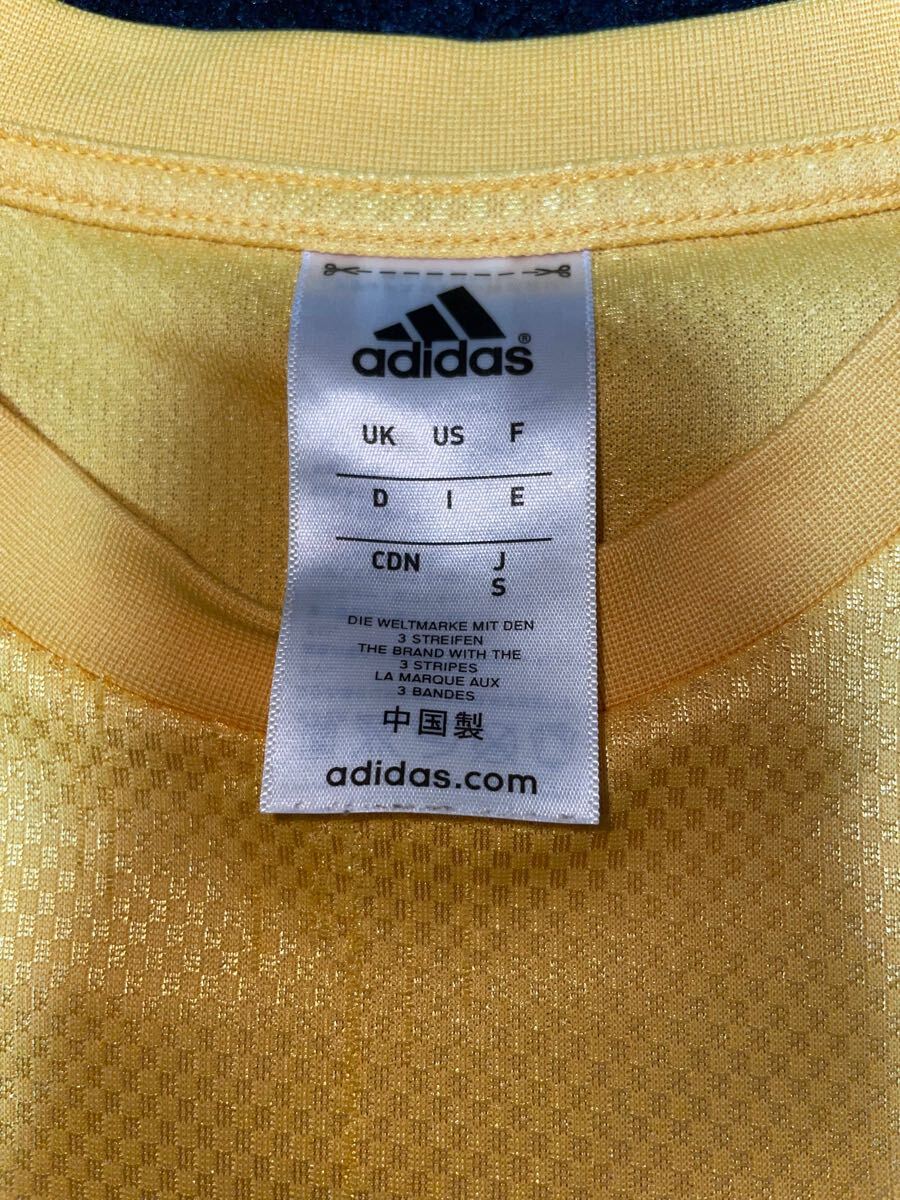 adidas®
UK US F
D I E
CDN J
S
DIE WELTMARKE MIT DEN
3 STREIFEN
THE BRAND WITH THE
3 STRIPES
LA MARQUE AUX
3 BANDES
中国製
adidas.com